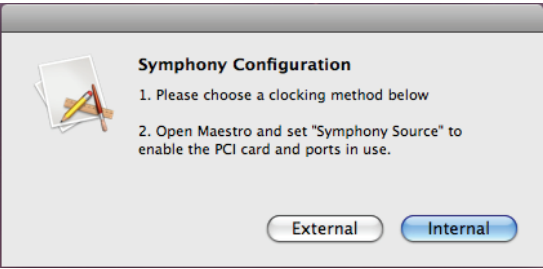 Symphony Configuration
1. Please choose a clocking method below
2. Open Maestro and set "Symphony Source" to
enable the PCI card and ports in use.
External Internal